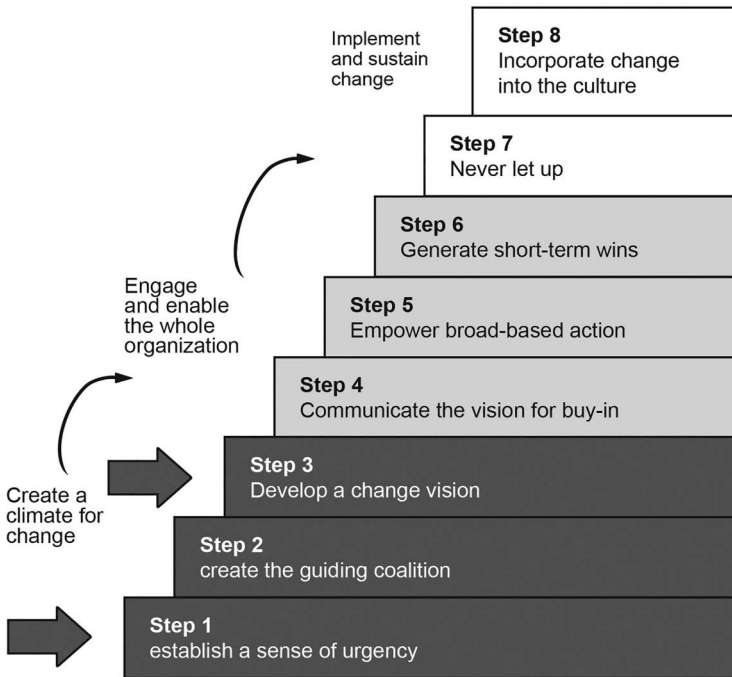 Implement
and sustain
change
Step 8
Incorporate change
into the culture
Step 7
Never let up
Step 6
Generate short-term wins
Engage
and enable
the whole
organization
Step 5
Empower broad-based action
Step 4
Communicate the vision for buy-in
Step 3
Develop a change vision
Create a
climate for
change
Step 2
create the guiding coalition
Step 1
establish a sense of urgency